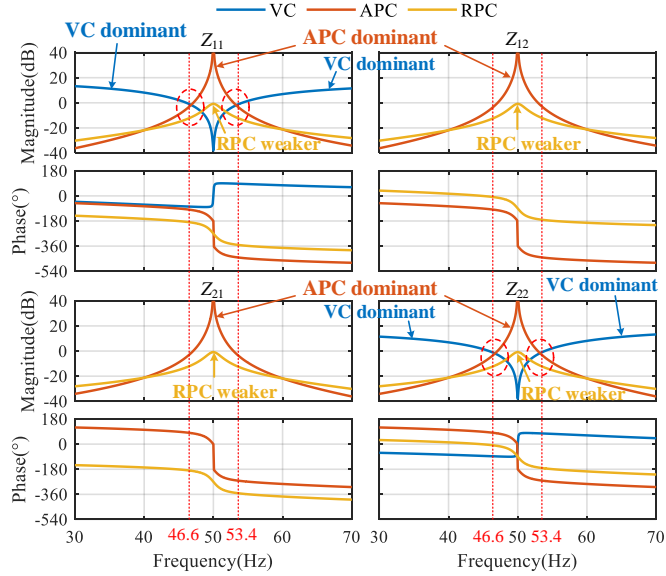 VC APC RPC
VC dominant Z11 APC dominant Z12
VC dominant
Magnitude(dB)
40
20
0
-20
-40
RPC weaker RPC weaker
Phase(°)
180
0
-180
-360
-540
Z21 APC dominant Z22 VC dominant
VC dominant
Magnitude(dB)
40
20
0
-20
-40
RPC weaker RPC weaker
Phase(°)
180
0
-180
-360
-540
30 40 46.6 50 53.4 60 70 30 40 46.6 50 53.4 60 70
Frequency(Hz) Frequency(Hz)